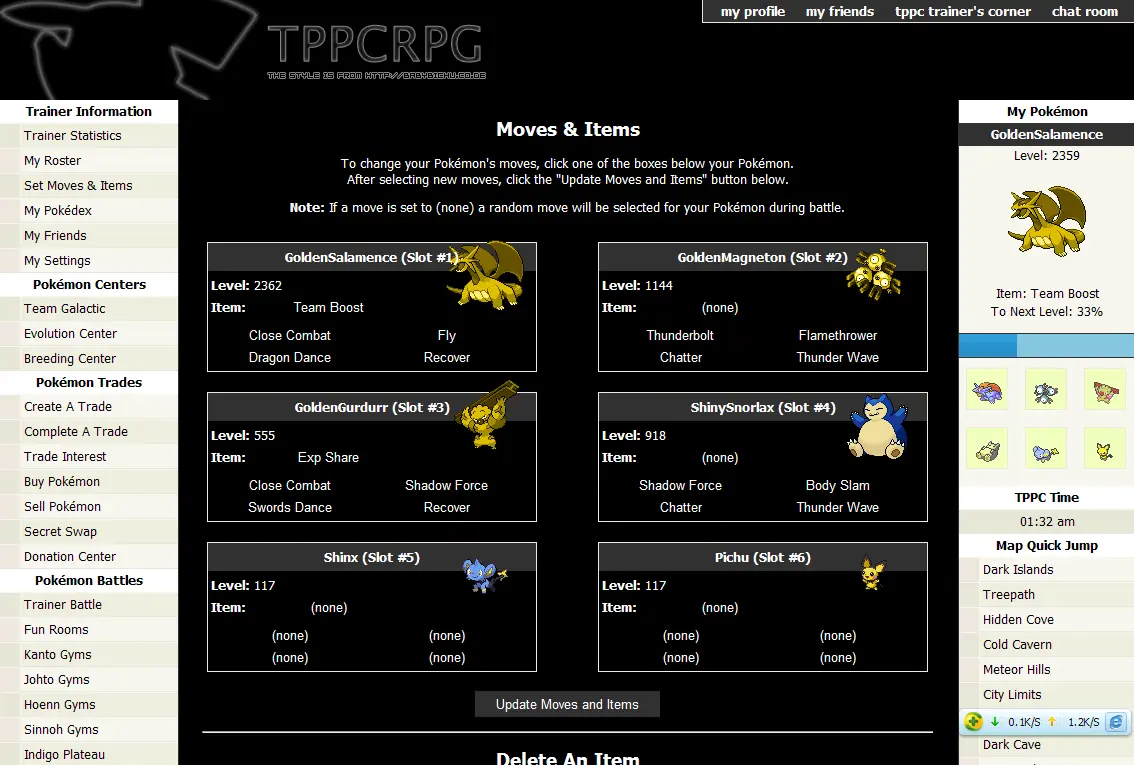 my profile my friends tppc trainer's corner chat room
TPPCRPG
THE STYLE IS FROM HTTP://BABYBICHU.CO.DE
Trainer Information
Trainer Statistics
My Roster
Set Moves & Items
My Pokédex
My Friends
My Settings
Pokémon Centers
Team Galactic
Evolution Center
Breeding Center
Pokémon Trades
Create A Trade
Complete A Trade
Trade Interest
Buy Pokémon
Sell Pokémon
Secret Swap
Donation Center
Pokémon Battles
Trainer Battle
Fun Rooms
Kanto Gyms
Johto Gyms
Hoenn Gyms
Sinnoh Gyms
Indigo Plateau
Moves & Items
To change your Pokémon's moves, click one of the boxes below your Pokémon.
After selecting new moves, click the "Update Moves and Items" button below.
Note: If a move is set to (none) a random move will be selected for your Pokémon during battle.
GoldenSalamence (Slot #1)
Level: 2362
Item: Team Boost
Close Combat Fly
Dragon Dance Recover
GoldenMagneton (Slot #2)
Level: 1144
Item: (none)
Thunderbolt Flamethrower
Chatter Thunder Wave
GoldenGurdurr (Slot #3)
Level: 555
Item: Exp Share
Close Combat Shadow Force
Swords Dance Recover
ShinySnorlax (Slot #4)
Level: 918
Item: (none)
Shadow Force Body Slam
Chatter Thunder Wave
Shinx (Slot #5)
Level: 117
Item: (none)
(none) (none)
(none) (none)
Pichu (Slot #6)
Level: 117
Item: (none)
(none) (none)
(none) (none)
Update Moves and Items
Delete An Item
My Pokémon
GoldenSalamence
Level: 2359
Item: Team Boost
To Next Level: 33%
TPPC Time
01:32 am
Map Quick Jump
Dark Islands
Treepath
Hidden Cove
Cold Cavern
Meteor Hills
City Limits
0.1K/S 1.2K/S
Dark Cave